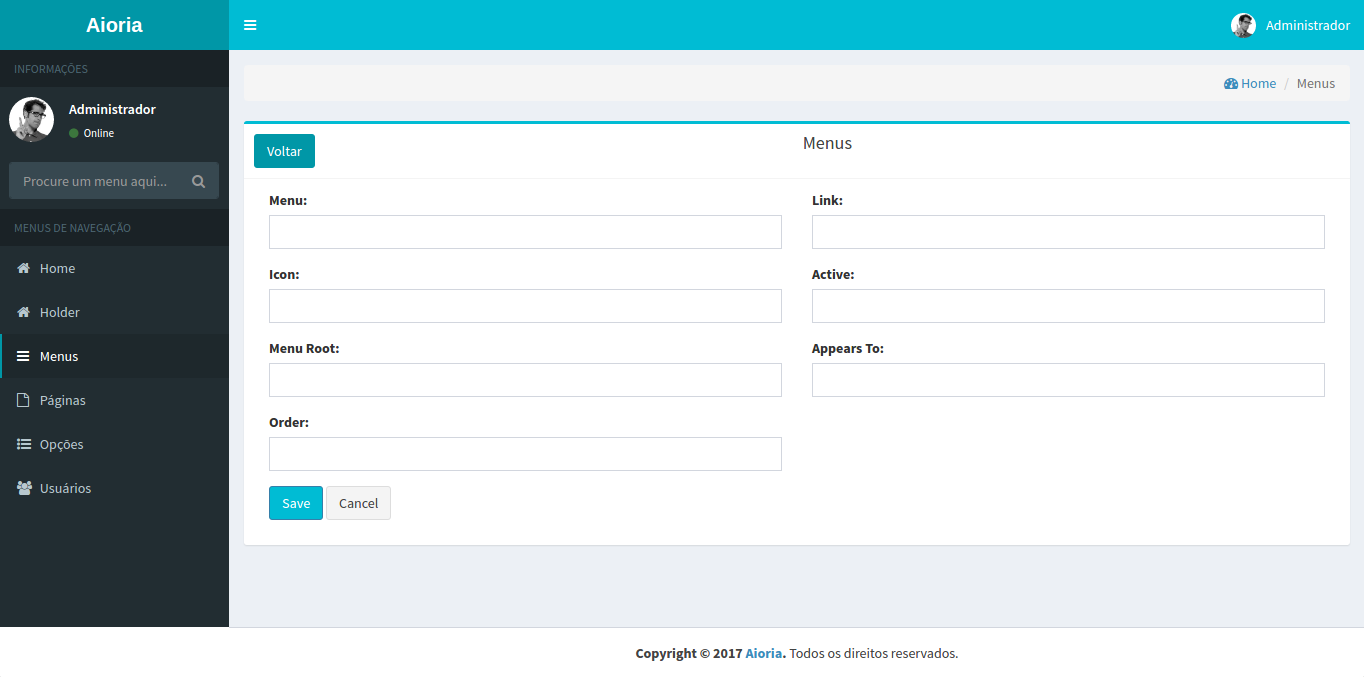 Aioria
Administrador
INFORMAÇÕES
Administrador
Online
Procure um menu aqui...
MENUS DE NAVEGAÇÃO
Home
Holder
Menus
Páginas
Opções
Usuários
Home / Menus
Voltar
Menus
Menu:
Link:
Icon:
Active:
Menu Root:
Appears To:
Order:
Save
Cancel
Copyright © 2017 Aioria. Todos os direitos reservados.